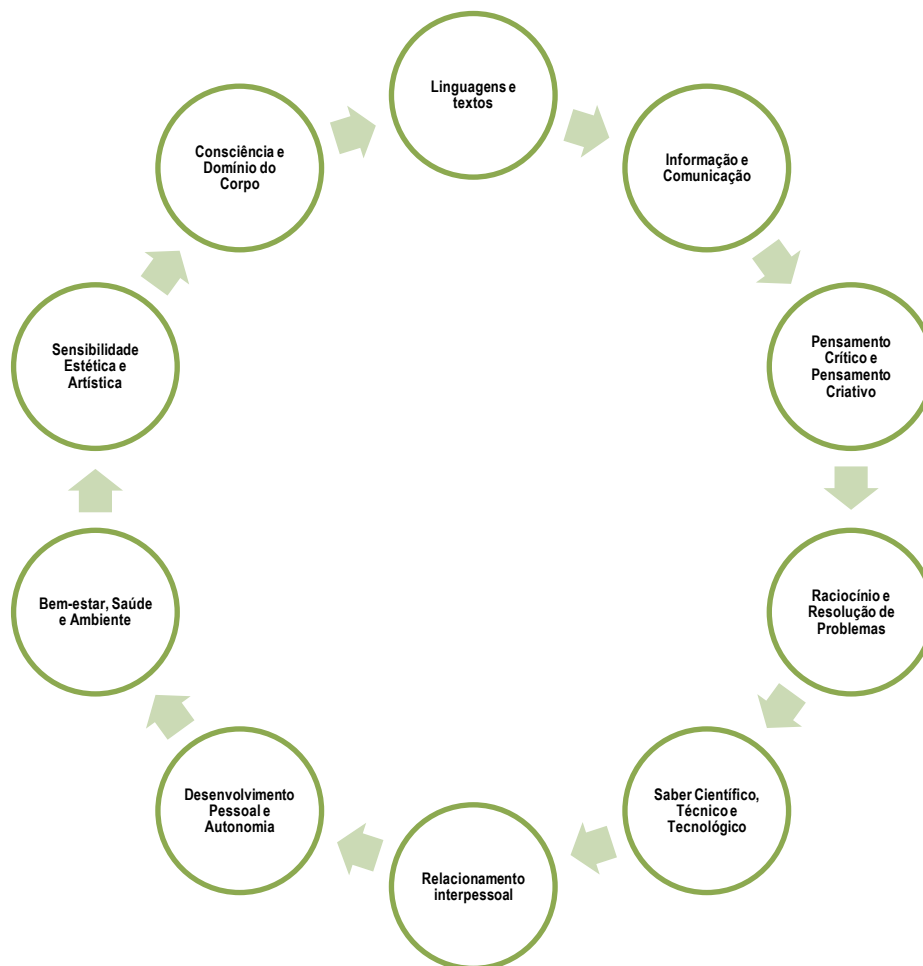 Linguagens e
textos
Informação e
Comunicação
Pensamento
Crítico e
Pensamento
Criativo
Raciocínio e
Resolução de
Problemas
Saber Científico,
Técnico e
Tecnológico
Relacionamento
interpessoal
Desenvolvimento
Pessoal e
Autonomia
Bem-estar, Saúde
e Ambiente
Sensibilidade
Estética e
Artística
Consciência e
Domínio do
Corpo